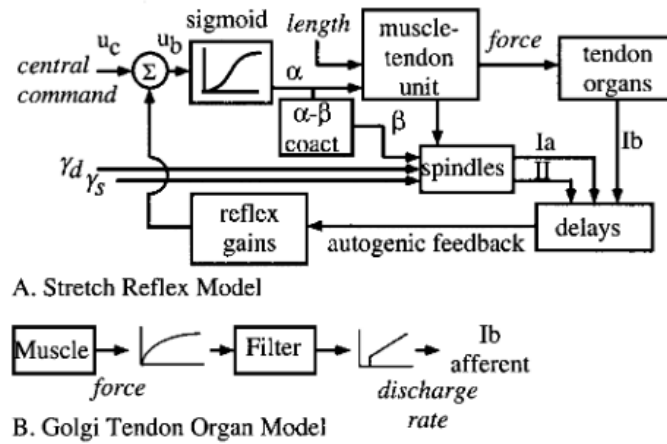 sigmoid
length
muscle-
tendon
unit
force
tendon
organs
u_c
u_b
central
command
Σ
α
α-β
coact
β
Ia
Ib
II
spindles
γ_d
γ_s
reflex
gains
autogenic feedback
delays
A. Stretch Reflex Model
Muscle
force
Filter
discharge
rate
Ib
afferent
B. Golgi Tendon Organ Model